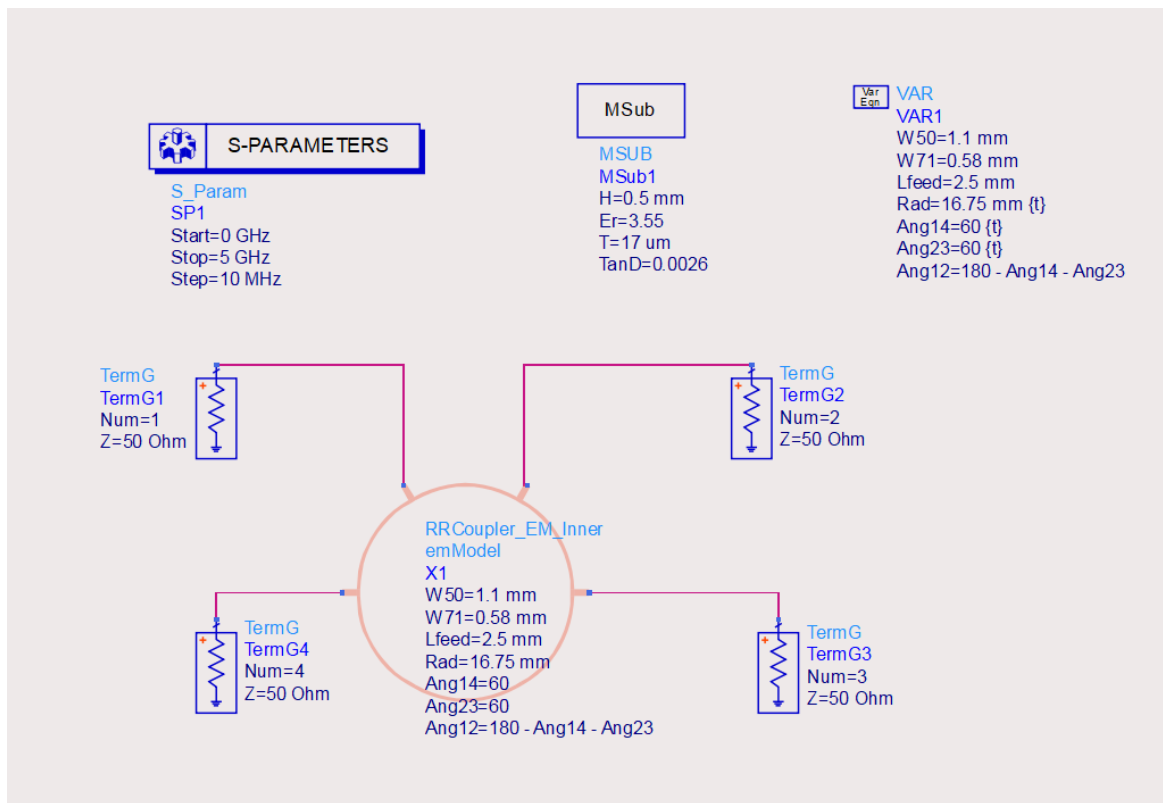 S-PARAMETERS
S_Param
SP1
Start=0 GHz
Stop=5 GHz
Step=10 MHz
MSub
MSUB
MSub1
H=0.5 mm
Er=3.55
T=17 um
TanD=0.0026
Var
Eqn
VAR
VAR1
W50=1.1 mm
W71=0.58 mm
Lfeed=2.5 mm
Rad=16.75 mm {t}
Ang14=60 {t}
Ang23=60 {t}
Ang12=180 - Ang14 - Ang23
TermG
TermG1
Num=1
Z=50 Ohm
+
TermG
TermG2
Num=2
Z=50 Ohm
+
RRCoupler_EM_Inner
emModel
X1
W50=1.1 mm
W71=0.58 mm
Lfeed=2.5 mm
Rad=16.75 mm
Ang14=60
Ang23=60
Ang12=180 - Ang14 - Ang23
TermG
TermG4
Num=4
Z=50 Ohm
+
TermG
TermG3
Num=3
Z=50 Ohm
+